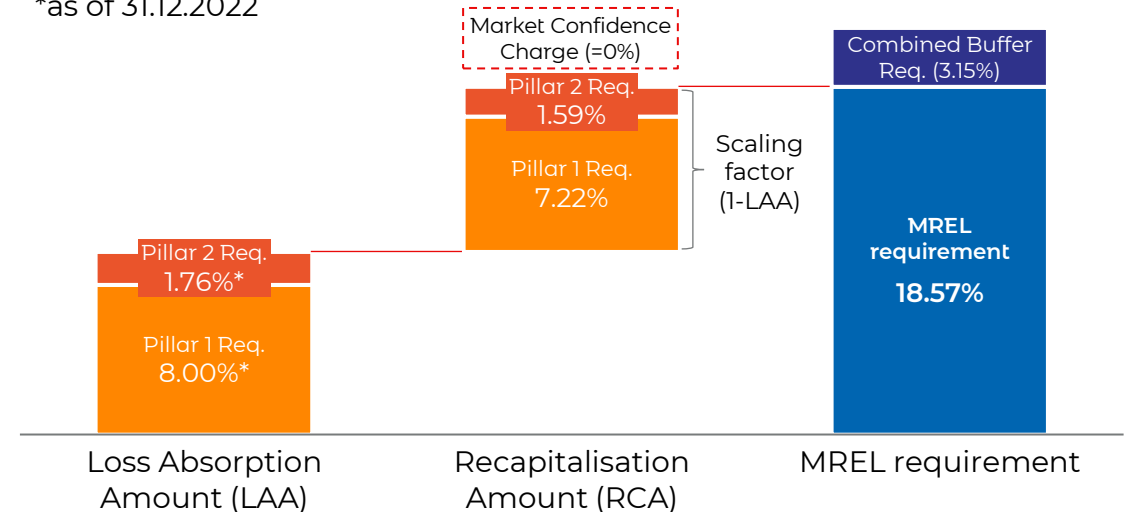 *as of 31.12.2022
Market Confidence
Charge (=0%)
Combined Buffer
Req. (3.15%)
Pillar 2 Req.
1.59%
Pillar 1 Req.
7.22%
Scaling
factor
(1-LAA)
MREL
requirement
18.57%
Pillar 2 Req.
1.76%*
Pillar 1 Req.
8.00%*
Loss Absorption
Amount (LAA)
Recapitalisation
Amount (RCA)
MREL requirement